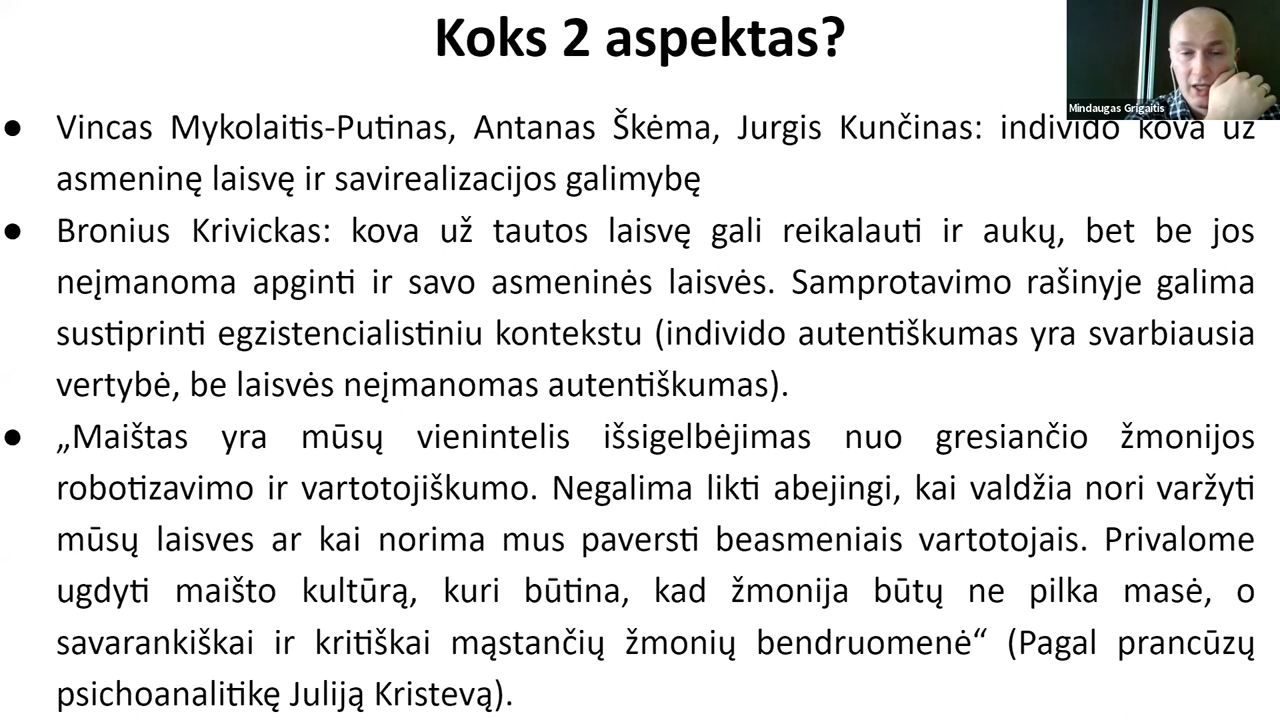 Koks 2 aspektas?
Mindaugas Grigaitis
● Vincas Mykolaitis-Putinas, Antanas Škėma, Jurgis Kunčinas: individo kova už
asmeninę laisvę ir savirealizacijos galimybę
● Bronius Krivickas: kova už tautos laisvę gali reikalauti ir aukų, bet be jos
neįmanoma apginti ir savo asmeninės laisvės. Samprotavimo rašinyje galima
sustiprinti egzistencialistiniu kontekstu (individo autentiškumas yra svarbiausia
vertybė, be laisvės neįmanomas autentiškumas).
● „Maištas yra mūsų vienintelis išsigelbėjimas nuo gresiančio žmonijos
robotizavimo ir vartotojiškumo. Negalima likti abejingi, kai valdžia nori varžyti
mūsų laisves ar kai norima mus paversti beasmeniais vartotojais. Privalome
ugdyti maišto kultūrą, kuri būtina, kad žmonija būtų ne pilka masė, o
savarankiškai ir kritiškai mąstančių žmonių bendruomenė“ (Pagal prancūzų
psichoanalitikę Juliją Kristevą).